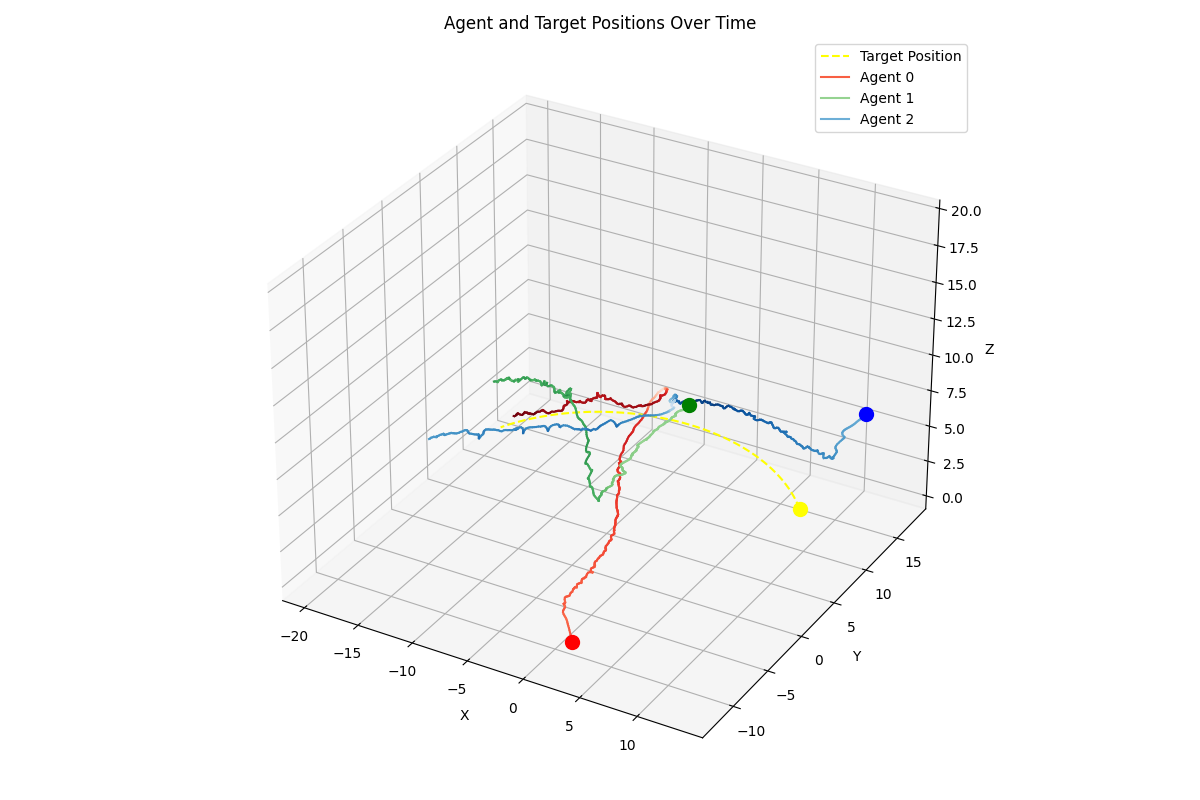 Agent and Target Positions Over Time
Target Position
Agent 0
Agent 1
Agent 2
20.0
17.5
15.0
12.5
10.0
7.5
5.0
2.5
0.0
Z
15
10
5
0
−5
−10
Y
−20
−15
−10
−5
0
5
10
X